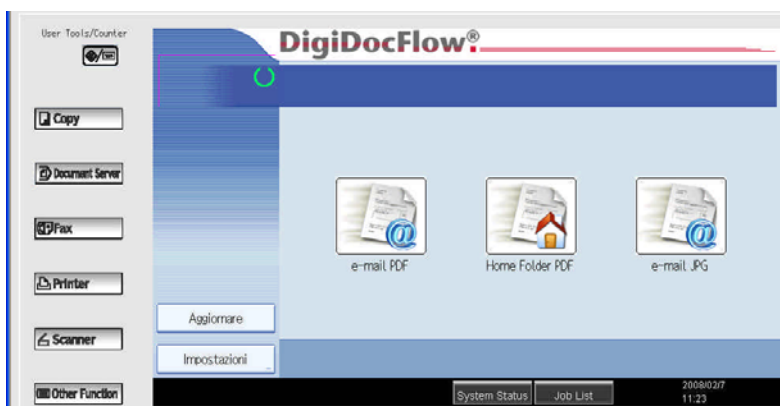 User Tools/Counter
DigiDocFlow®
Copy
Document Server
Fax
Printer
Scanner
Other Function
e-mail PDF
Home Folder PDF
e-mail JPG
Aggiornare
Impostazioni
System Status
Job List
2008/02/7
11:23